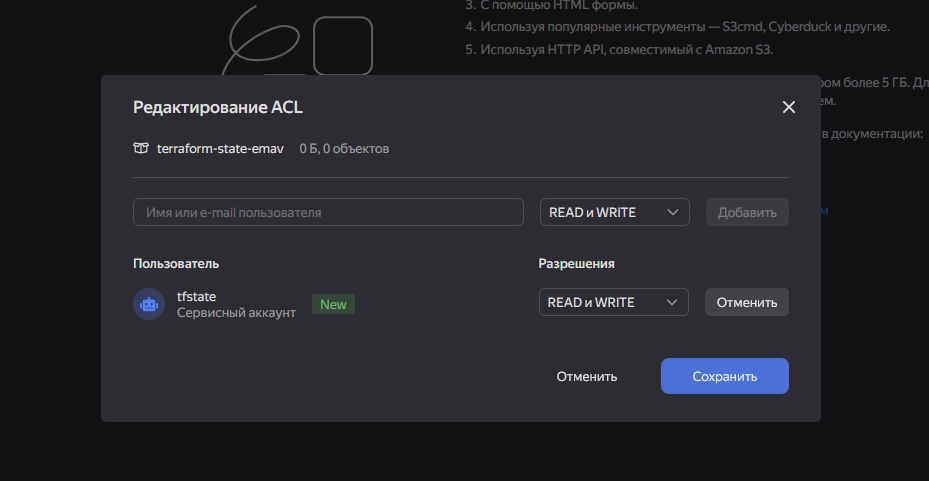 3. С помощью HTML формы.
4. Используя популярные инструменты — S3cmd, Cyberduck и другие.
5. Используя HTTP API, совместимый с Amazon S3.
ром более 5 ГБ. Дл
ем.
в документации:
м
Редактирование ACL
terraform-state-emav 0 Б, 0 объектов
Имя или e-mail пользователя READ и WRITE Добавить
Пользователь Разрешения
tfstate New READ и WRITE Отменить
Сервисный аккаунт
Отменить Сохранить